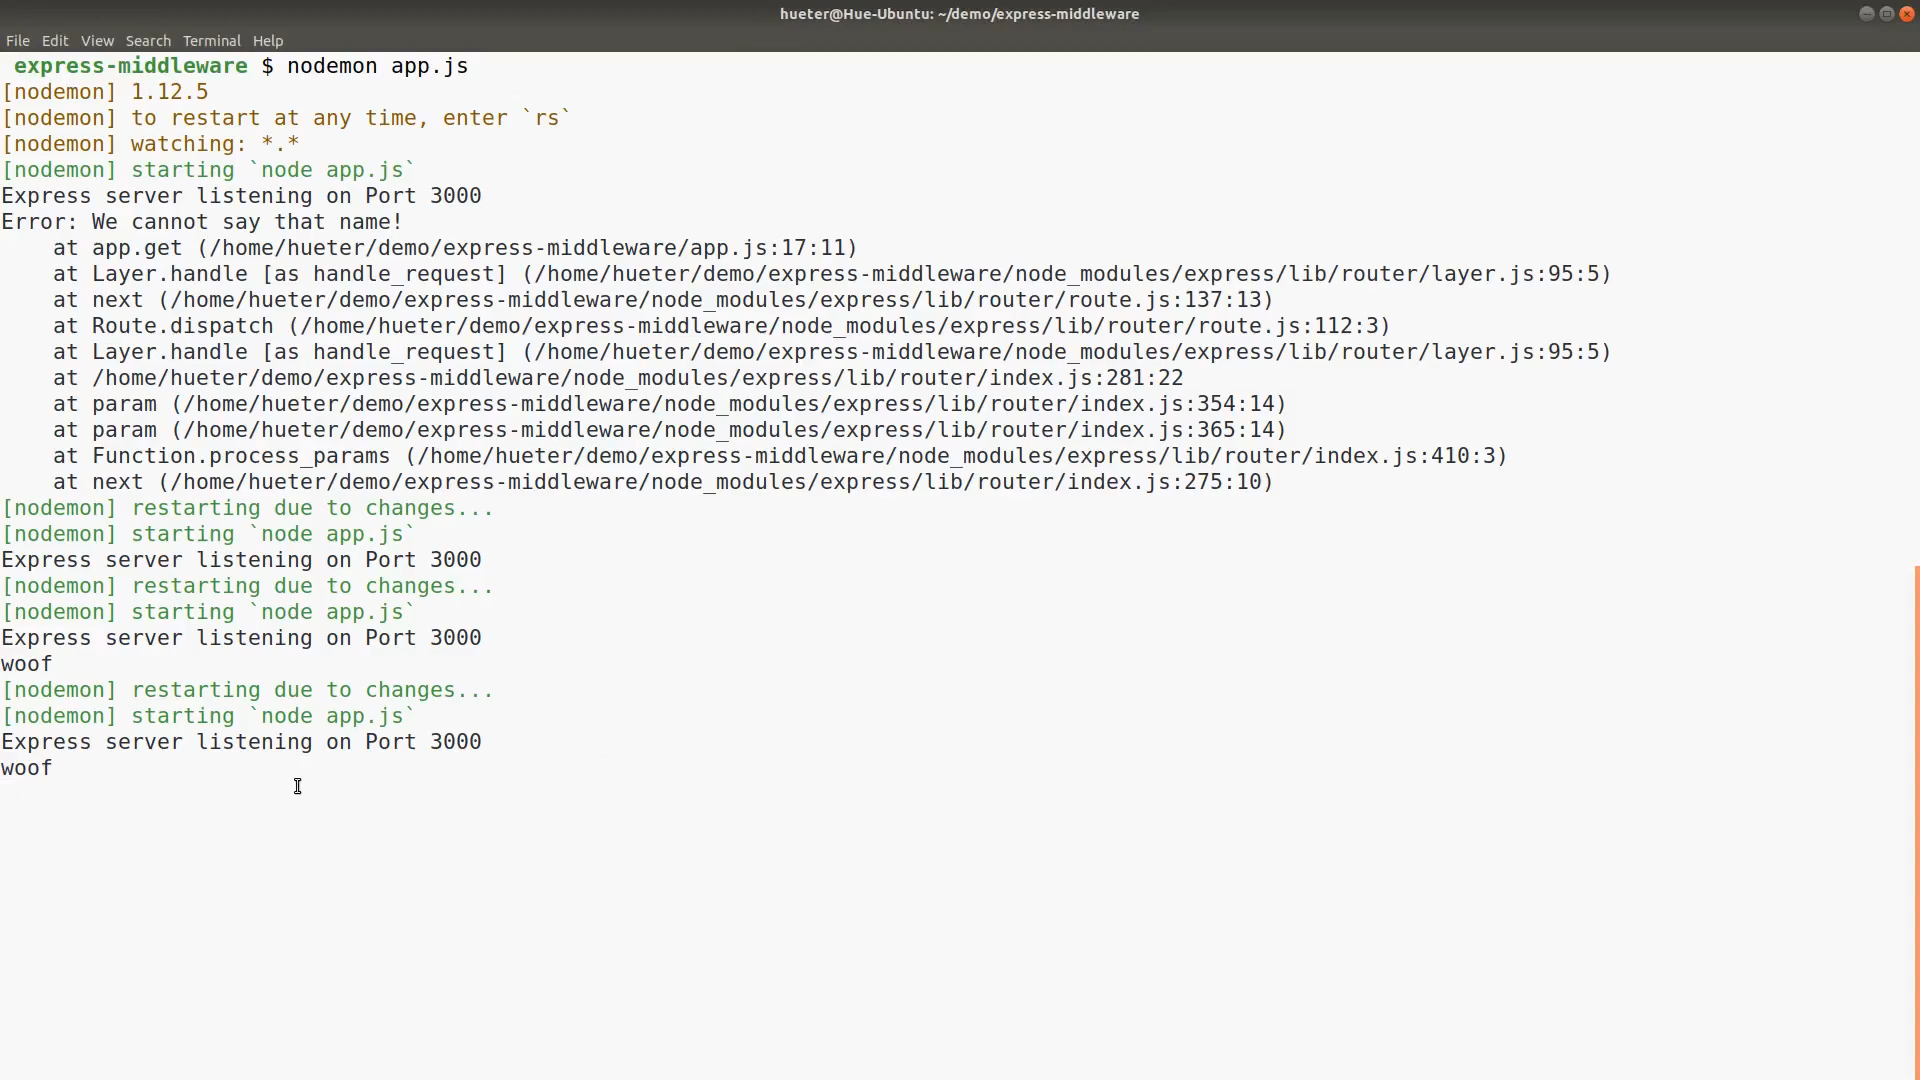 hueter@Hue-Ubuntu: ~/demo/express-middleware
File Edit View Search Terminal Help
express-middleware $ nodemon app.js
[nodemon] 1.12.5
[nodemon] to restart at any time, enter `rs`
[nodemon] watching: *.*
[nodemon] starting `node app.js`
Express server listening on Port 3000
Error: We cannot say that name!
    at app.get (/home/hueter/demo/express-middleware/app.js:17:11)
    at Layer.handle [as handle_request] (/home/hueter/demo/express-middleware/node_modules/express/lib/router/layer.js:95:5)
    at next (/home/hueter/demo/express-middleware/node_modules/express/lib/router/route.js:137:13)
    at Route.dispatch (/home/hueter/demo/express-middleware/node_modules/express/lib/router/route.js:112:3)
    at Layer.handle [as handle_request] (/home/hueter/demo/express-middleware/node_modules/express/lib/router/layer.js:95:5)
    at /home/hueter/demo/express-middleware/node_modules/express/lib/router/index.js:281:22
    at param (/home/hueter/demo/express-middleware/node_modules/express/lib/router/index.js:354:14)
    at param (/home/hueter/demo/express-middleware/node_modules/express/lib/router/index.js:365:14)
    at Function.process_params (/home/hueter/demo/express-middleware/node_modules/express/lib/router/index.js:410:3)
    at next (/home/hueter/demo/express-middleware/node_modules/express/lib/router/index.js:275:10)
[nodemon] restarting due to changes...
[nodemon] starting `node app.js`
Express server listening on Port 3000
[nodemon] restarting due to changes...
[nodemon] starting `node app.js`
Express server listening on Port 3000
woof
[nodemon] restarting due to changes...
[nodemon] starting `node app.js`
Express server listening on Port 3000
woof